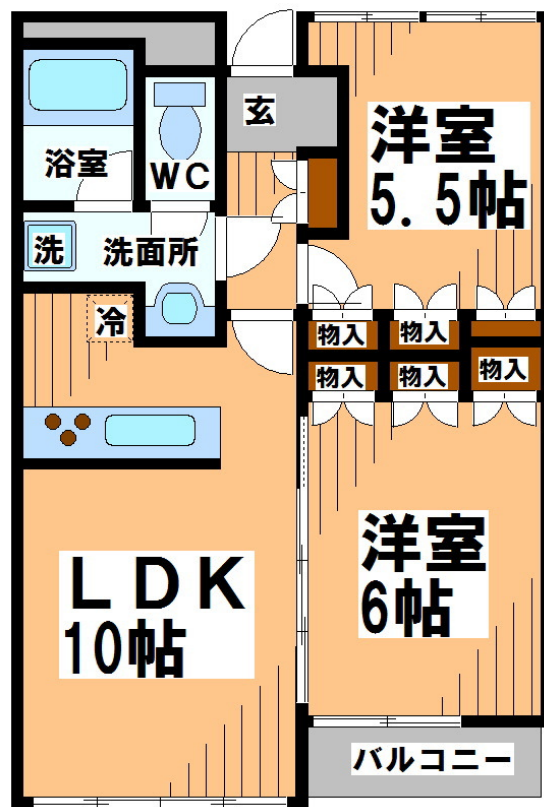 玄
洋室
5.5帖
浴室
WC
洗
洗面所
冷
物入
物入
物入
物入
物入
洋室
6帖
LDK
10帖
バルコニー